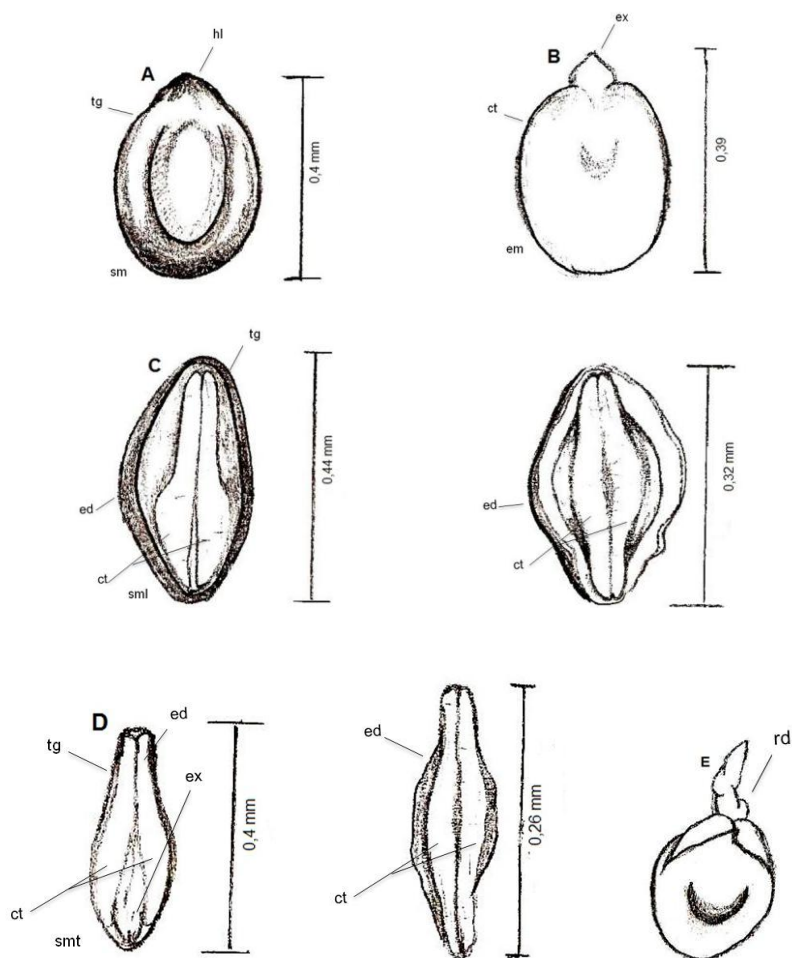 hl
A
tg
0,4 mm
sm
ex
B
ct
0,39
em
tg
C
0,44 mm
ed
ct
sml
0,32 mm
ed
ct
D
ed
tg
ex
0,4 mm
ct
smt
ed
0,26 mm
ct
E
rd